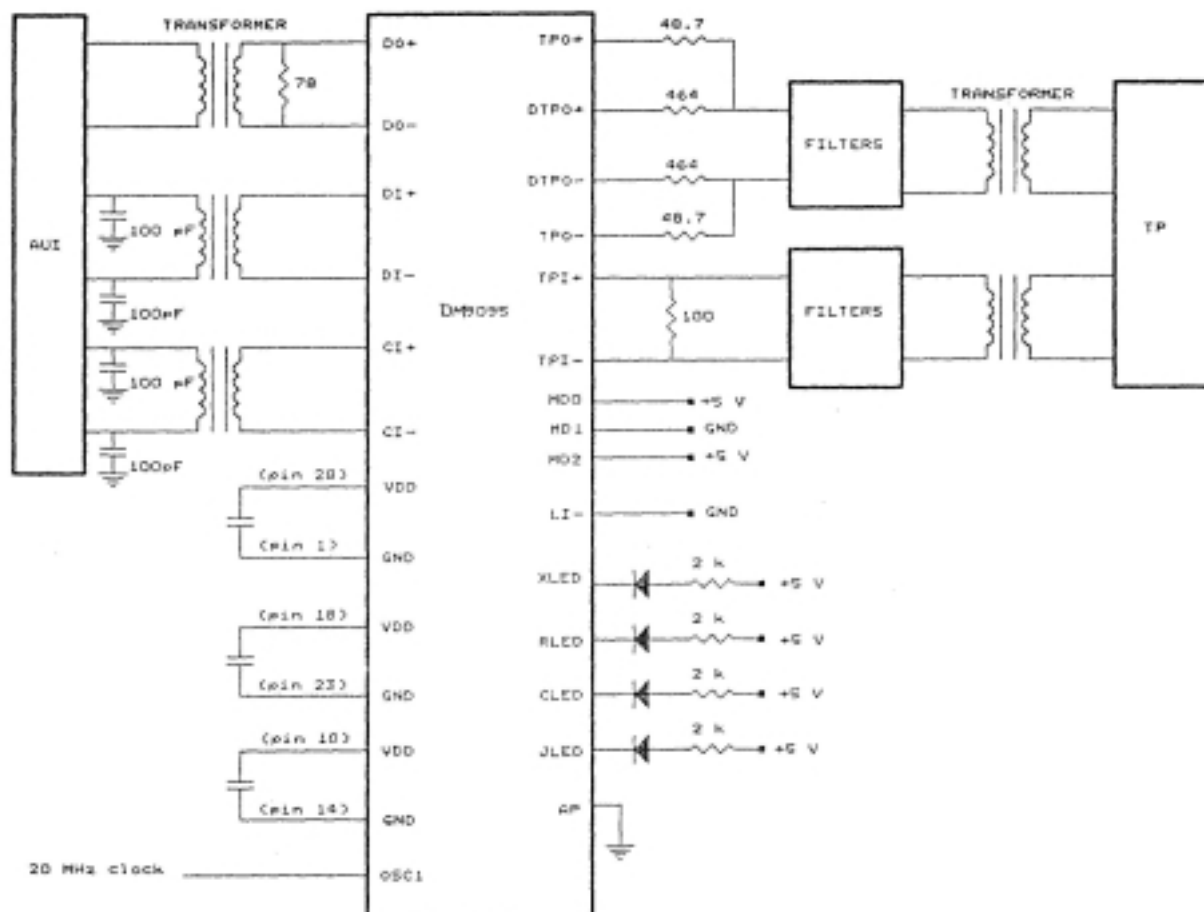 TRANSFORMER
AUI
78
100 pF
100pF
100 pF
100pF
(pin 28)
(pin 1)
(pin 18)
(pin 23)
(pin 10)
(pin 14)
20 MHz clock
DO+
DO-
DI+
DI-
CI+
CI-
VDD
GND
VDD
GND
VDD
GND
OSC1
DM9095
TPO+
DTPO+
DTPO-
TPO-
TPI+
TPI-
MD0
MD1
MD2
LI-
XLED
RLED
CLED
JLED
AP
48.7
464
464
48.7
100
+5 V
GND
+5 V
GND
2 k
+5 V
2 k
+5 V
2 k
+5 V
2 k
+5 V
FILTERS
FILTERS
TRANSFORMER
TP